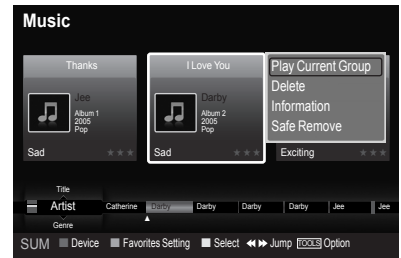 Music
Thanks
Jee
Album 1
2005
Pop
Sad
I Love You
Darby
Album 2
2005
Pop
Sad
Play Current Group
Delete
Information
Safe Remove
Exciting
Title
Artist Catherine Darby Darby Darby Darby Jee Jee
Genre
SUM Device Favorites Setting Select Jump TOOLS Option